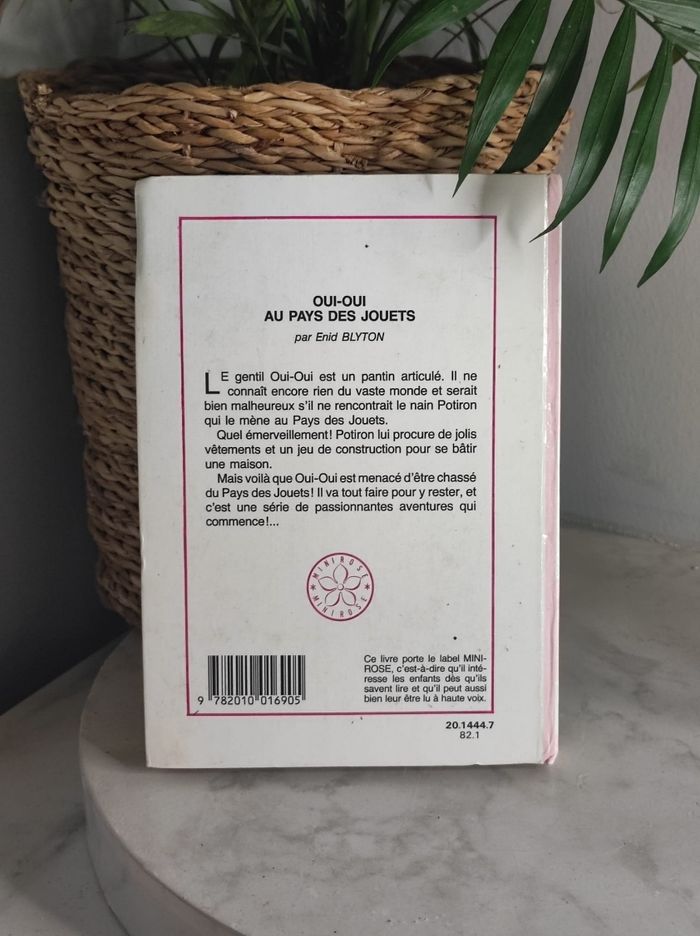 OUI-OUI
AU PAYS DES JOUETS
par Enid BLYTON
LE gentil Oui-Oui est un pantin articulé. Il ne
connaît encore rien du vaste monde et serait
bien malheureux s'il ne rencontrait le nain Potiron
qui le mène au Pays des Jouets.
Quel émerveillement! Potiron lui procure de jolis
vêtements et un jeu de construction pour se bâtir
une maison.
Mais voilà que Oui-Oui est menacé d'être chassé
du Pays des Jouets! Il va tout faire pour y rester, et
c'est une série de passionnantes aventures qui
commence!...
MINIROSE
MINIROSE
Ce livre porte le label MINI-
ROSE, c'est-à-dire qu'il inté-
resse les enfants dès qu'ils
savent lire et qu'il peut aussi
bien leur être lu à haute voix.
9 782010 016905
20.1444.7
82.1